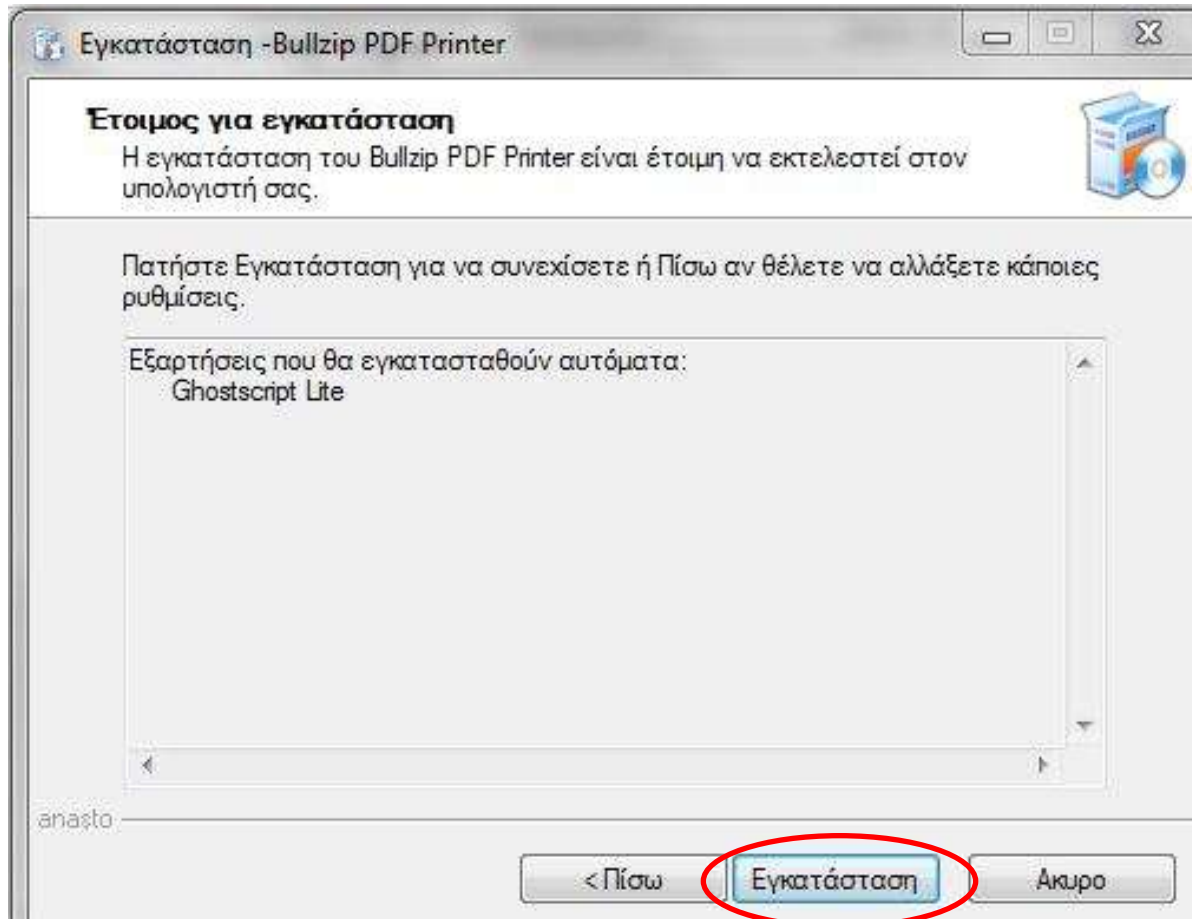 Εγκατάσταση -Bullzip PDF Printer
Έτοιμος για εγκατάσταση
Η εγκατάσταση του Bullzip PDF Printer είναι έτοιμη να εκτελεστεί στον
υπολογιστή σας.
Πατήστε Εγκατάσταση για να συνεχίσετε ή Πίσω αν θέλετε να αλλάξετε κάποιες
ρυθμίσεις.
Εξαρτήσεις που θα εγκατασταθούν αυτόματα:
Ghostscript Lite
anasto
< Πίσω Εγκατάσταση Ακυρο